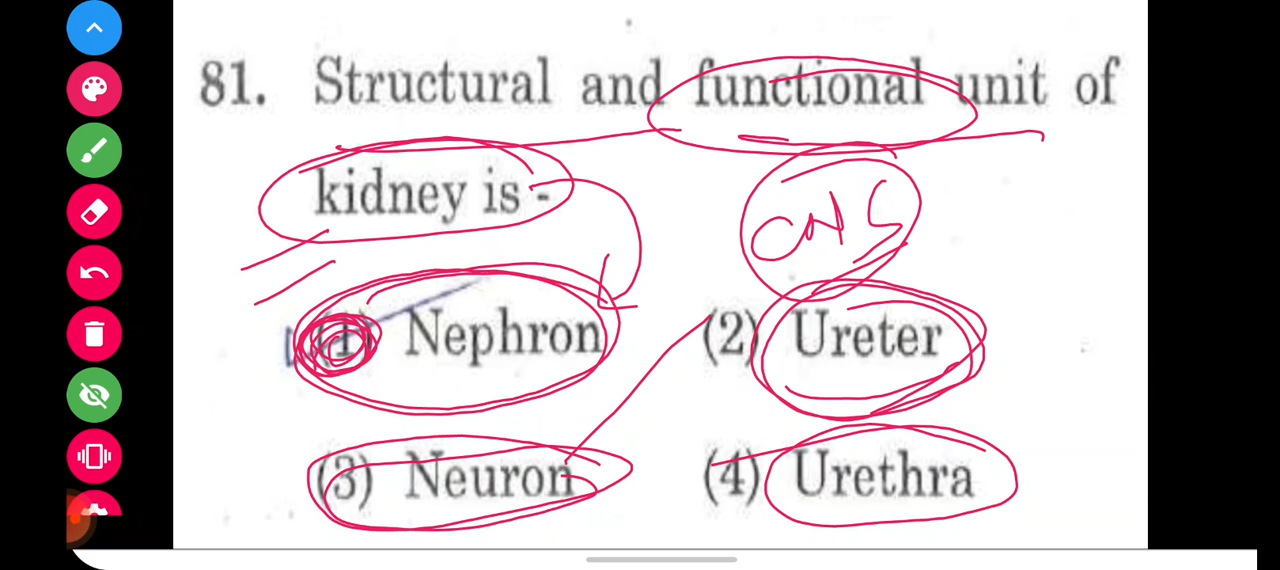 81. Structural and functional unit of
kidney is -
CNS
(1) Nephron (2) Ureter
(3) Neuron (4) Urethra